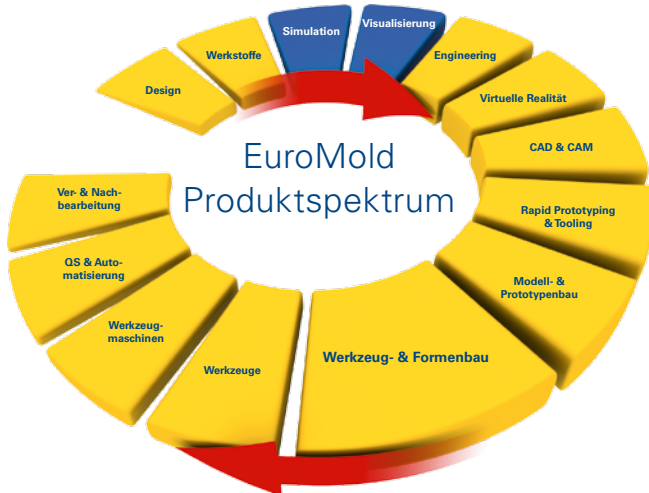 Design
Werkstoffe
Simulation
Visualisierung
Engineering
Virtuelle Realität
CAD & CAM
Rapid Prototyping
& Tooling
Modell- &
Prototypenbau
Werkzeug- & Formenbau
Werkzeuge
Werkzeug-
maschinen
QS & Auto-
matisierung
Ver- & Nach-
bearbeitung
EuroMold
Produktspektrum